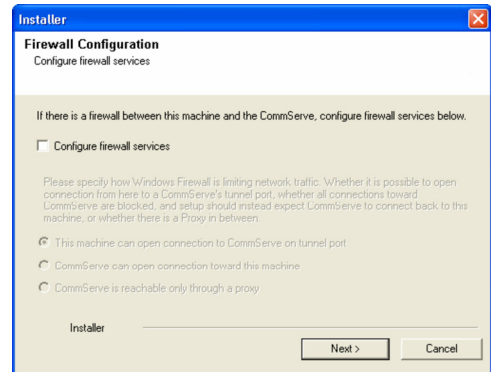 Installer
Firewall Configuration
Configure firewall services
If there is a firewall between this machine and the CommServe, configure firewall services below.
Configure firewall services
Please specify how Windows Firewall is limiting network traffic. Whether it is possible to open
connection from here to a CommServe's tunnel port, whether all connections toward
CommServe are blocked, and setup should instead expect CommServe to connect back to this
machine, or whether there is a Proxy in between.
This machine can open connection to CommServe on tunnel port
CommServe can open connection toward this machine
CommServe is reachable only through a proxy
Installer
Next >
Cancel